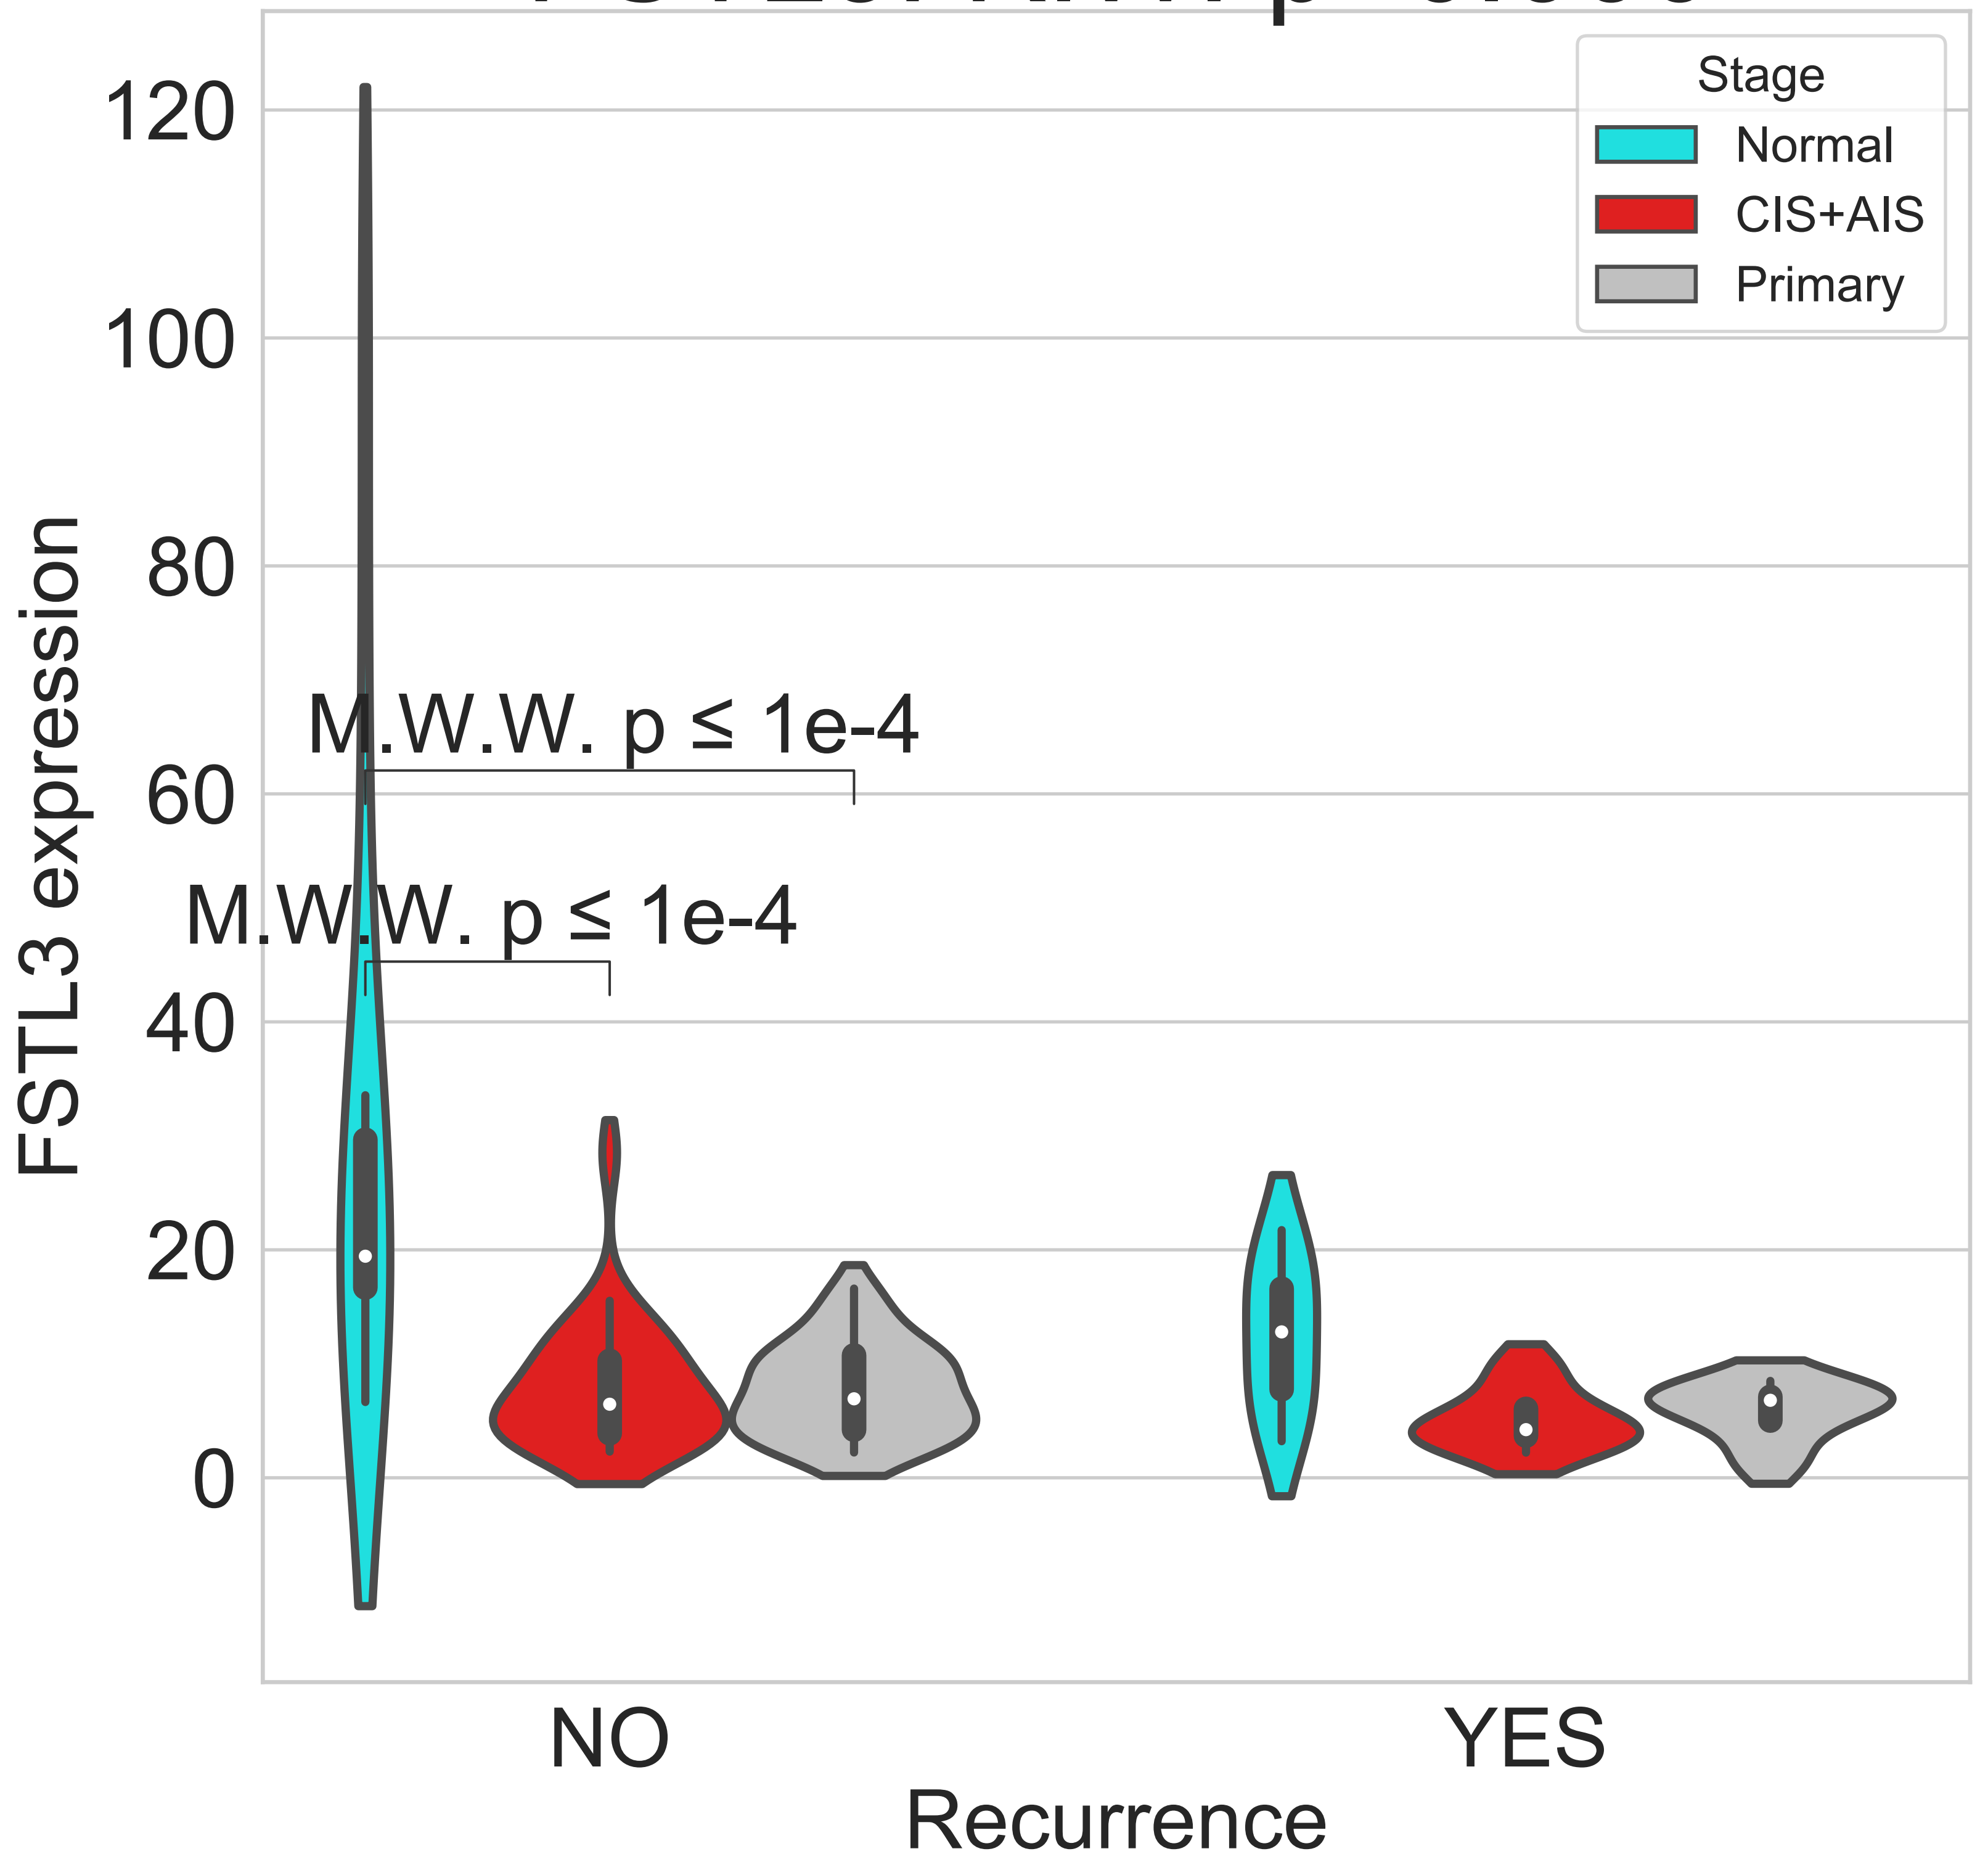 Stage
Normal
CIS+AIS
Primary
120
100
80
60
40
20
0
FSTL3 expression
M.W.W. p ≤ 1e-4
M.W.W. p ≤ 1e-4
NO
YES
Recurrence